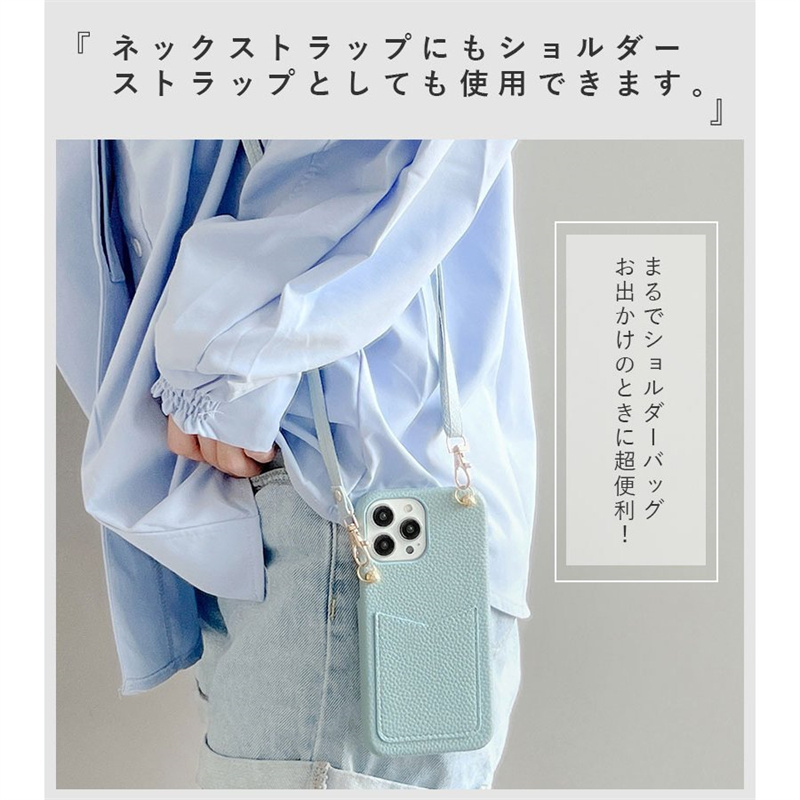 『ネックストラップにもショルダー
ストラップとしても使用できます。』
まるでショルダーバッグ
お出かけのときに超便利！